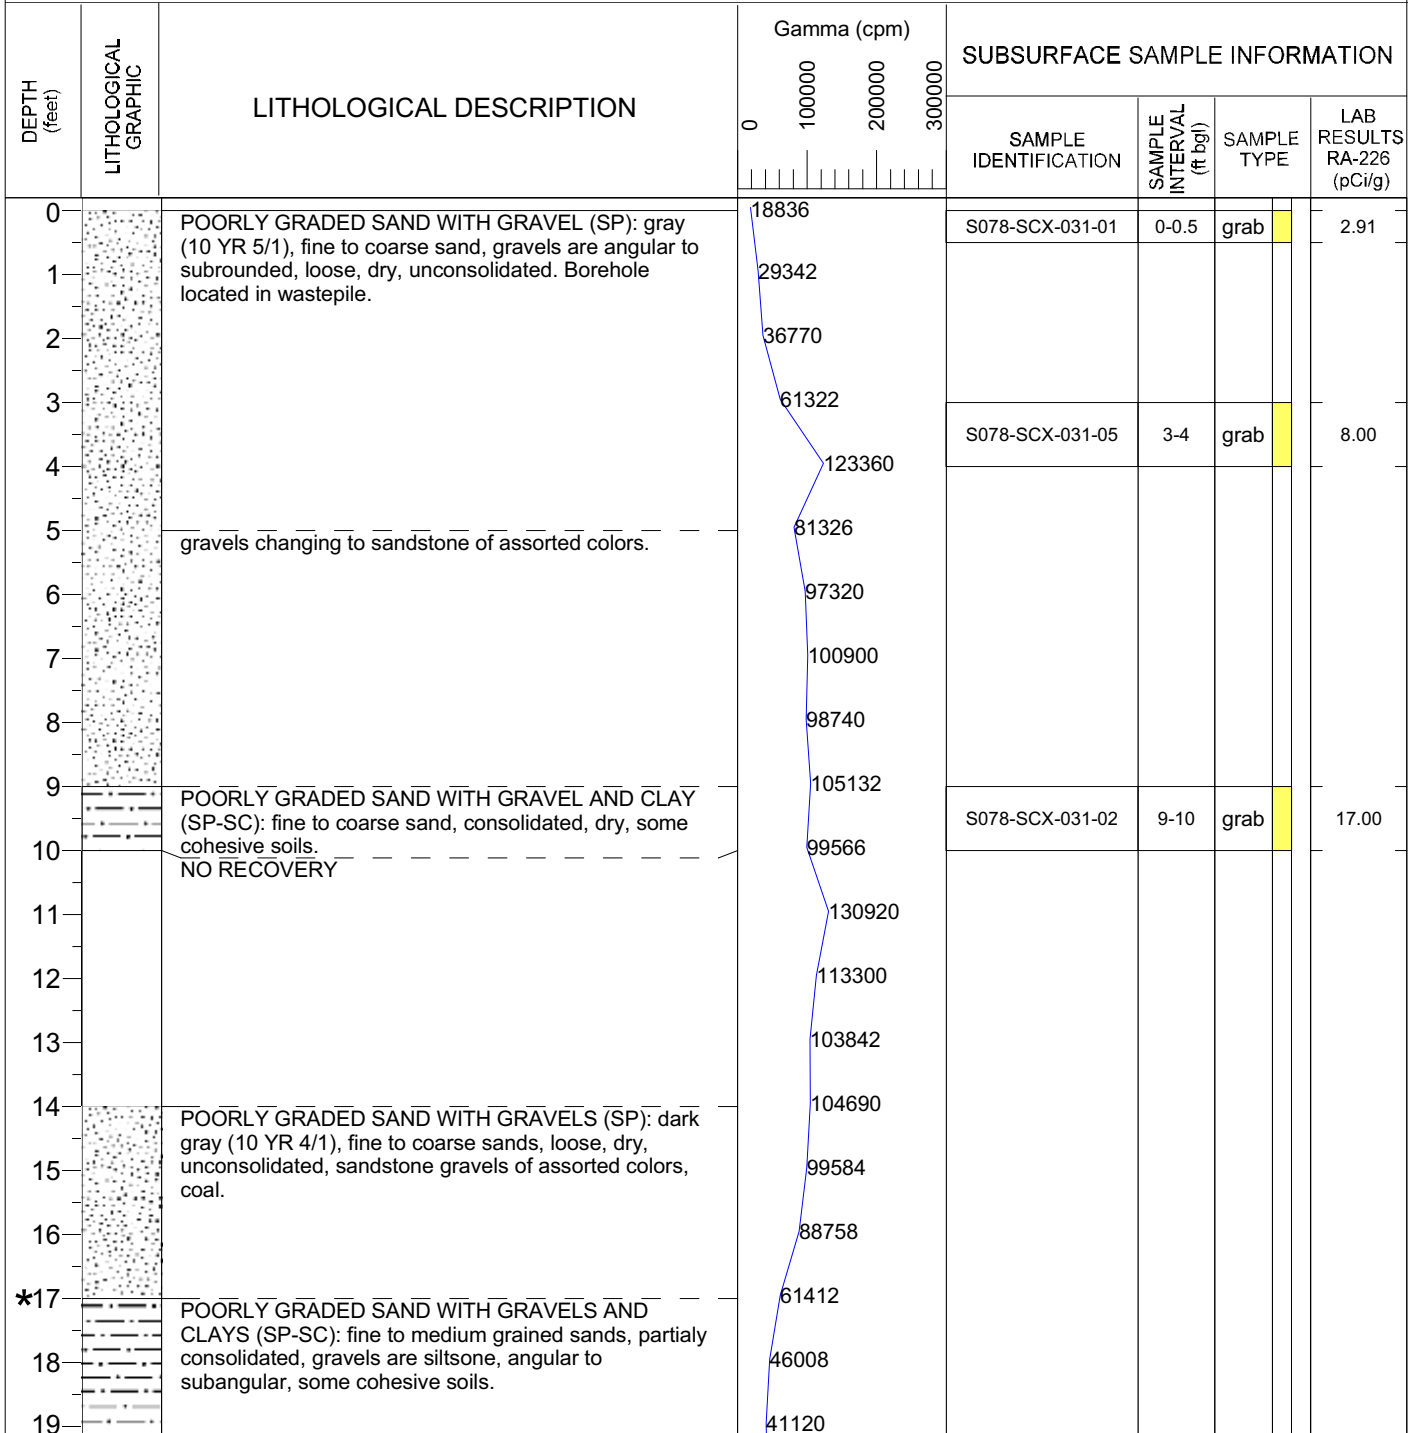 DEPTH
(feet)
LITHOLOGICAL
GRAPHIC
LITHOLOGICAL DESCRIPTION
Gamma (cpm)
0
100000
200000
300000
SUBSURFACE SAMPLE INFORMATION
SAMPLE
IDENTIFICATION
SAMPLE
INTERVAL
(ft bgl)
SAMPLE
TYPE
LAB
RESULTS
RA-226
(pCi/g)
0
POORLY GRADED SAND WITH GRAVEL (SP): gray
(10 YR 5/1), fine to coarse sand, gravels are angular to
subrounded, loose, dry, unconsolidated. Borehole
located in wastepile.
18836
S078-SCX-031-01 0-0.5 grab 2.91
1
29342
2
36770
3
61322
S078-SCX-031-05 3-4 grab 8.00
4
123360
5
gravels changing to sandstone of assorted colors.
81326
6
97320
7
100900
8
98740
9
POORLY GRADED SAND WITH GRAVEL AND CLAY
(SP-SC): fine to coarse sand, consolidated, dry, some
cohesive soils.
105132
S078-SCX-031-02 9-10 grab 17.00
10
NO RECOVERY
99566
11
130920
12
113300
13
103842
14
POORLY GRADED SAND WITH GRAVELS (SP): dark
gray (10 YR 4/1), fine to coarse sands, loose, dry,
unconsolidated, sandstone gravels of assorted colors,
coal.
104690
15
99584
16
88758
*17
POORLY GRADED SAND WITH GRAVELS AND
CLAYS (SP-SC): fine to medium grained sands, partialy
consolidated, gravels are siltsone, angular to
subangular, some cohesive soils.
61412
18
46008
19
41120